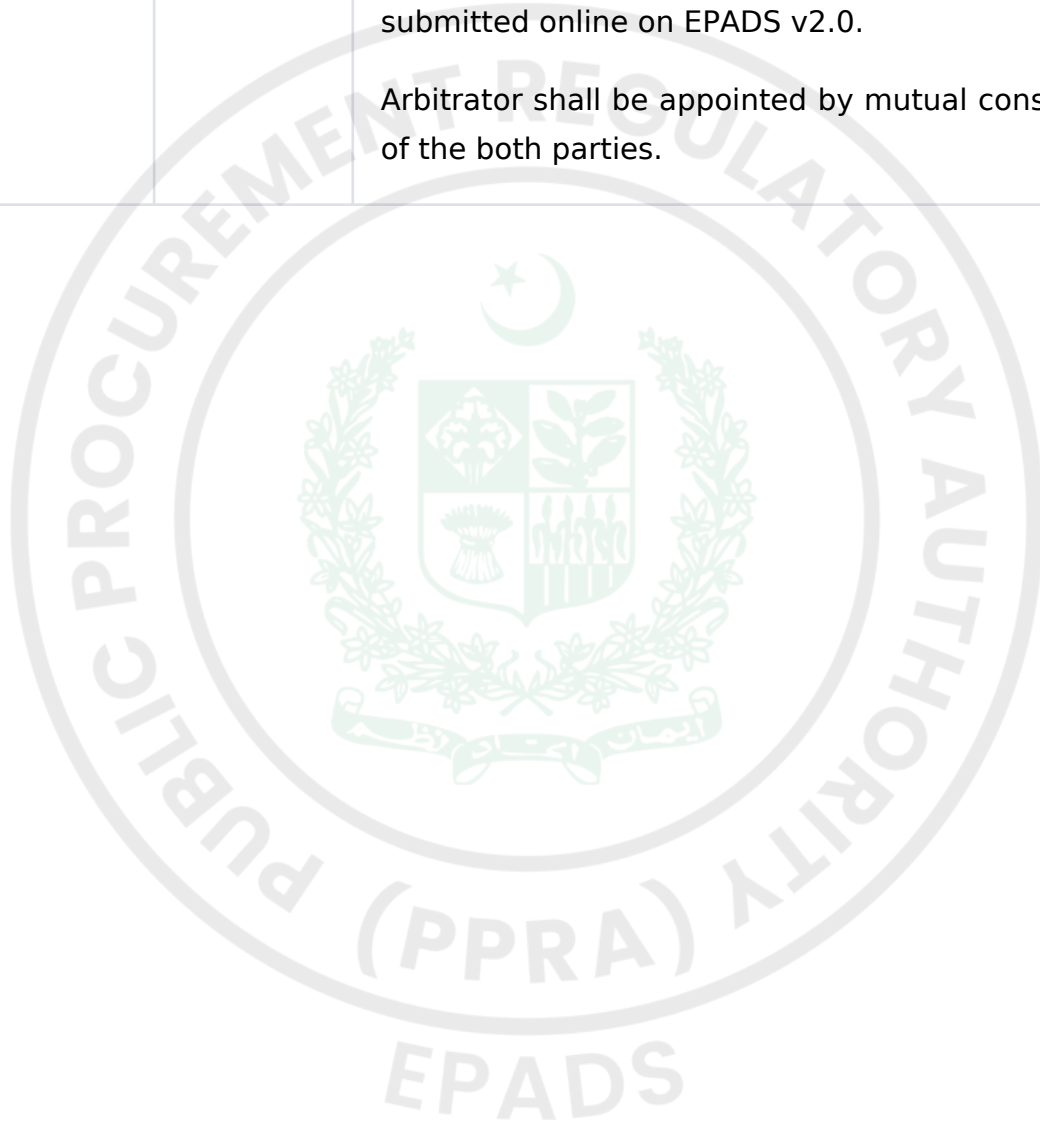 submitted online on EPADS v2.0.
Arbitrator shall be appointed by mutual cons
of the both parties.
PUBLIC PROCUREMENT REGULATORY AUTHORITY
(PPRA)
EPADS